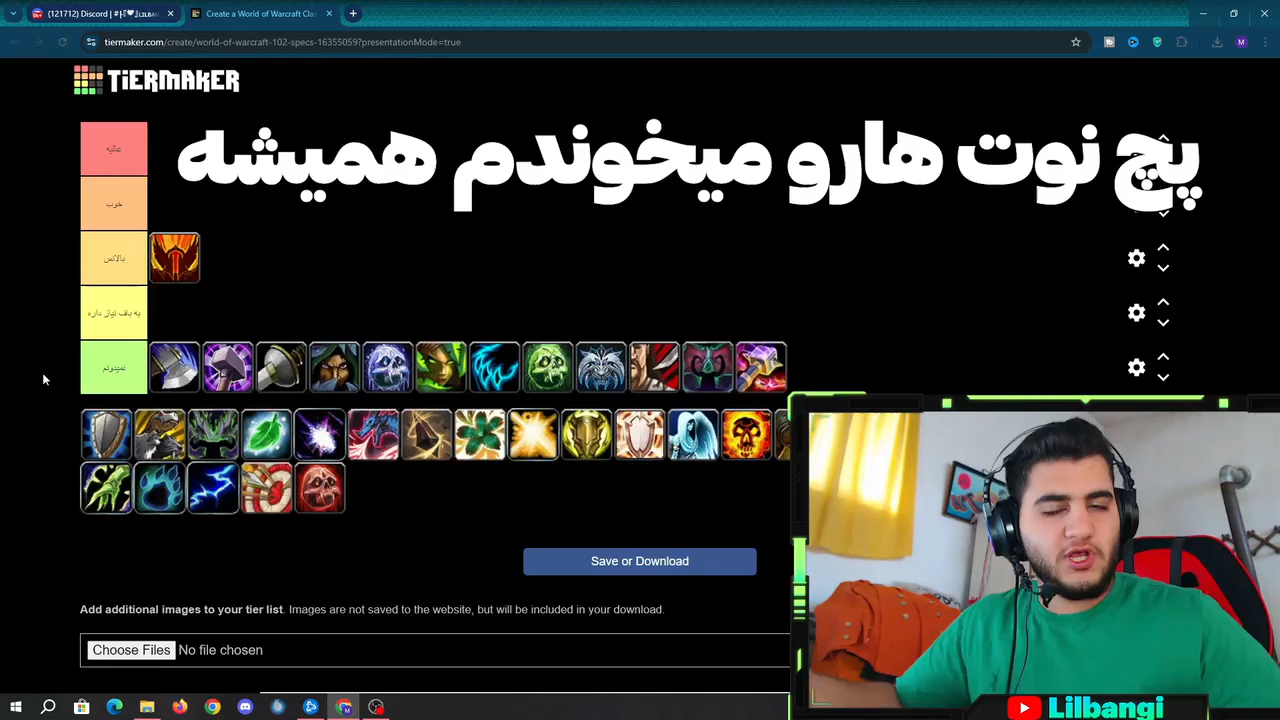 (121712) Discord | #
Create a World of Warcraft Clas
tiermaker.com/create/world-of-warcraft-102-specs-16355059?presentationMode=true
TiERMAKER
پچ نوت هارو میخوندم همیشه
عالیه
خوب
بالانس
به باف نیاز داره
نمیدونم
Save or Download
Add additional images to your tier list. Images are not saved to the website, but will be included in your download.
Choose Files No file chosen
Lilbangi